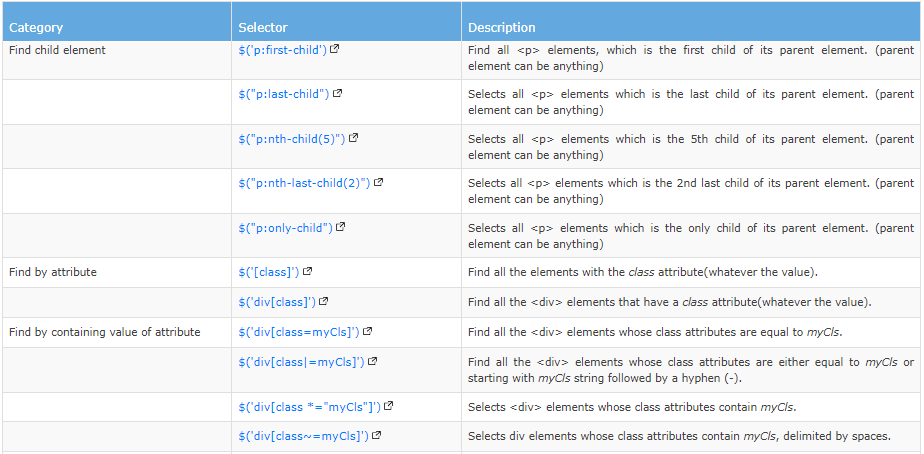 Category Selector Description
Find child element $('p:first-child') Find all <p> elements, which is the first child of its parent element. (parent
element can be anything)
$("p:last-child") Selects all <p> elements which is the last child of its parent element. (parent
element can be anything)
$("p:nth-child(5)") Selects all <p> elements which is the 5th child of its parent element. (parent
element can be anything)
$("p:nth-last-child(2)") Selects all <p> elements which is the 2nd last child of its parent element. (parent
element can be anything)
$("p:only-child") Selects all <p> elements which is the only child of its parent element. (parent
element can be anything)
Find by attribute $('[class]') Find all the elements with the class attribute(whatever the value).
$('div[class]') Find all the <div> elements that have a class attribute(whatever the value).
Find by containing value of attribute $('div[class=myCls]') Find all the <div> elements whose class attributes are equal to myCls.
$('div[class|=myCls]') Find all the <div> elements whose class attributes are either equal to myCls or
starting with myCls string followed by a hyphen (-).
$('div[class *="myCls"]') Selects <div> elements whose class attributes contain myCls.
$('div[class~=myCls]') Selects div elements whose class attributes contain myCls, delimited by spaces.